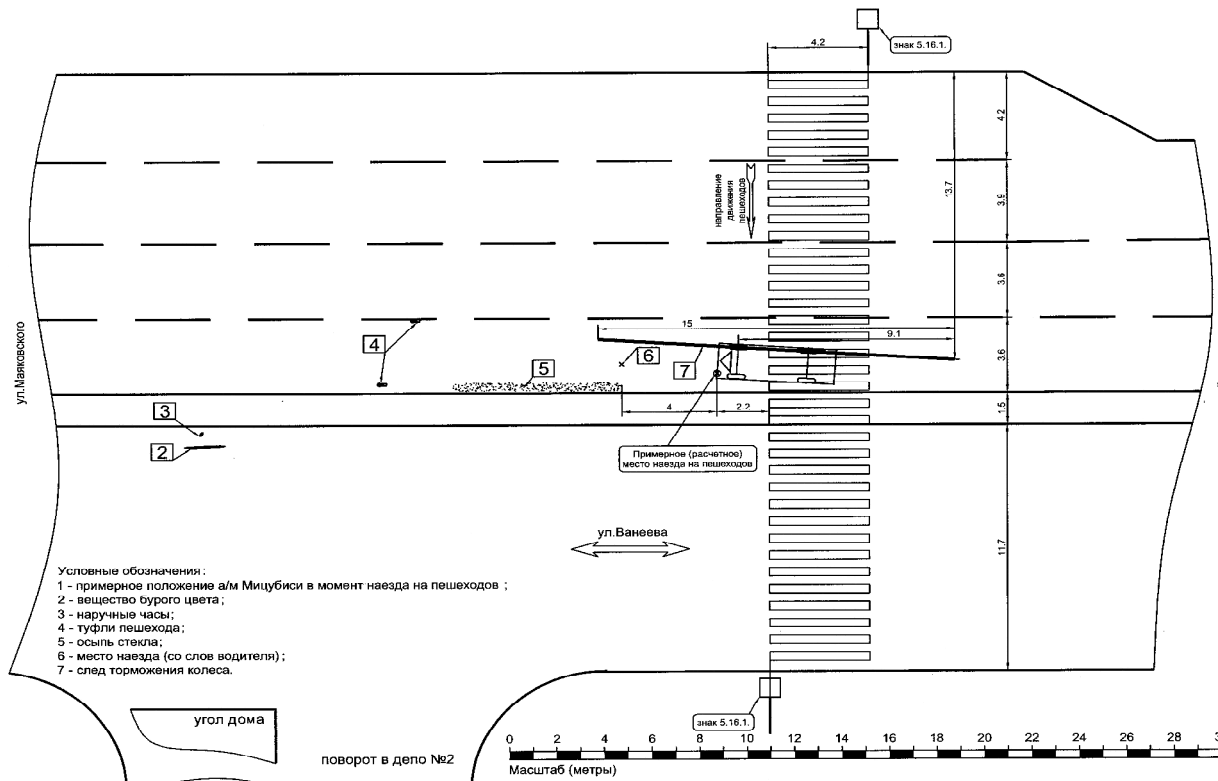 знак 5.16.1.
4.2
4.2
3.7
направление
движения
пешеходов
3.6
ул.Маяковского
15
9.1
4
6
7
3.6
5
4
2.2
1.5
3
2
Примерное (расчетное)
место наезда на пешеходов
ул.Ванеева
11.7
Условные обозначения:
1 - примерное положение а/м Мицубиси в момент наезда на пешеходов ;
2 - вещество бурого цвета;
3 - наручные часы;
4 - туфли пешехода;
5 - осыпь стекла;
6 - место наезда (со слов водителя) ;
7 - след торможения колеса.
угол дома
знак 5.16.1.
поворот в депо №2
0 2 4 6 8 10 12 14 16 18 20 22 24 26 28
Масштаб (метры)